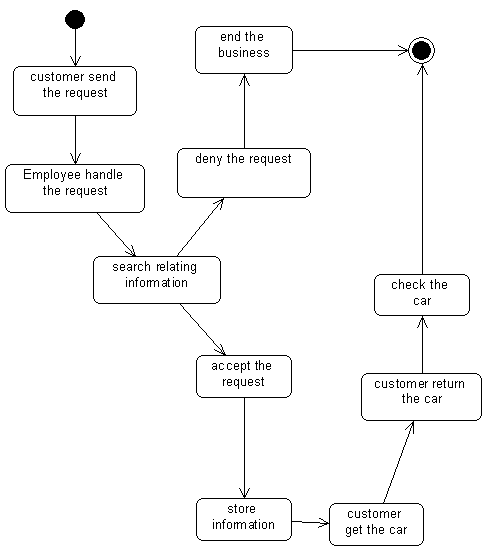 customer send
the request
Employee handle
the request
search relating
information
deny the request
end the
business
accept the
request
store
information
customer
get the car
customer return
the car
check the
car